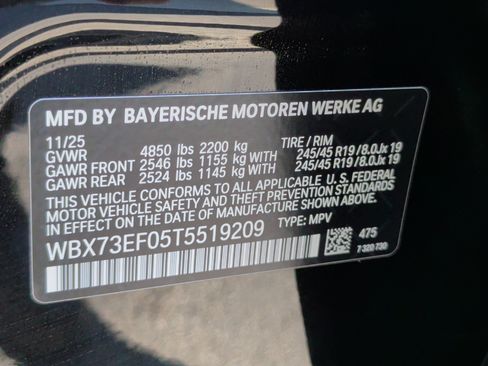 MFD BY BAYERISCHE MOTOREN WERKE AG
11/25 TIRE / RIM
GVWR 4850 lbs 2200 kg
GAWR FRONT 2546 lbs 1155 kg WITH 245/45 R19 / 8.0Jx 19
GAWR REAR 2524 lbs 1145 kg WITH 245/45 R19 / 8.0Jx 19
THIS VEHICLE CONFORMS TO ALL APPLICABLE U. S. FEDERAL
MOTOR VEHICLE SAFETY AND THEFT PREVENTION STANDARDS
IN EFFECT ON THE DATE OF MANUFACTURE SHOWN ABOVE.
WBX73EF05T5519209 TYPE: MPV
475
7 320 730